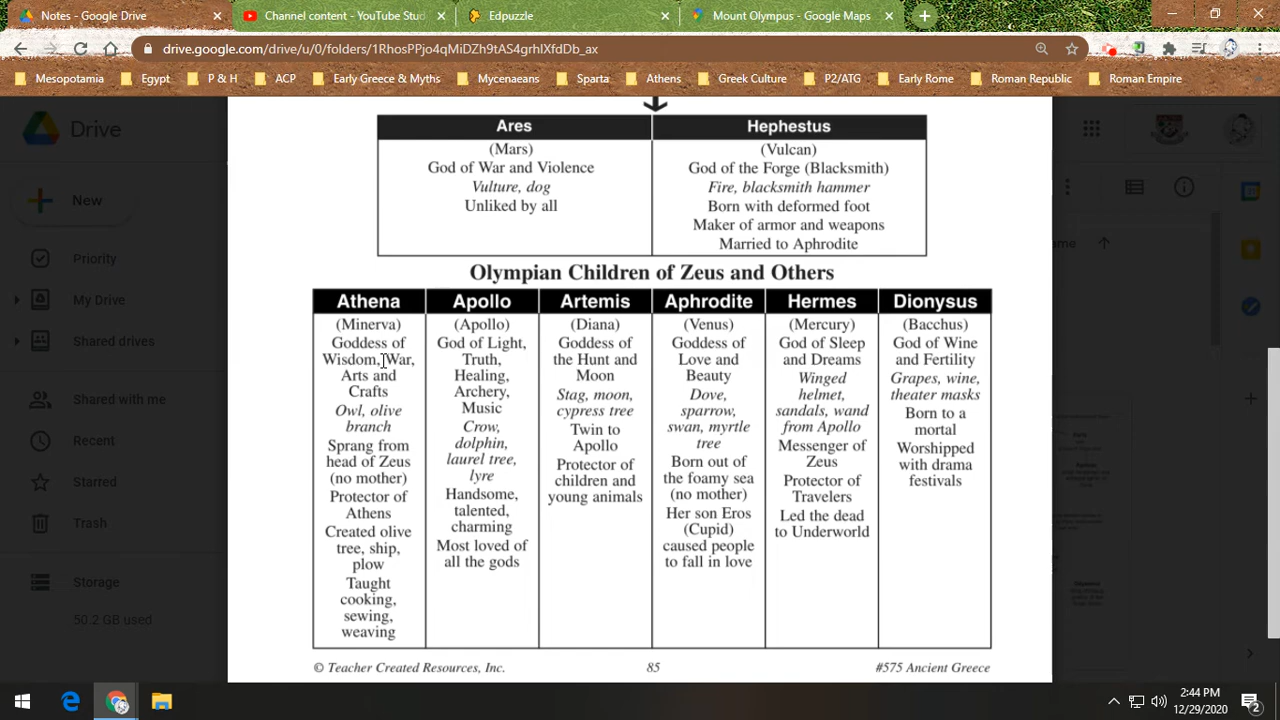 Notes - Google Drive
Channel content - YouTube Stud
Edpuzzle
Mount Olympus - Google Maps
drive.google.com/drive/u/0/folders/1RhosPPjo4qMiDZh9tAS4grhlXfdDb_ax
Mesopotamia
Egypt
P & H
ACP
Early Greece & Myths
Mycenaeans
Sparta
Athens
Greek Culture
P2/ATG
Early Rome
Roman Republic
Roman Empire
Drive
New
Priority
My Drive
Shared drives
Shared with me
Recent
Starred
Trash
Storage
50.2 GB used
Ares
(Mars)
God of War and Violence
Vulture, dog
Unliked by all
Hephestus
(Vulcan)
God of the Forge (Blacksmith)
Fire, blacksmith hammer
Born with deformed foot
Maker of armor and weapons
Married to Aphrodite
Olympian Children of Zeus and Others
Athena
(Minerva)
Goddess of
Wisdom, War,
Arts and
Crafts
Owl, olive
branch
Sprang from
head of Zeus
(no mother)
Protector of
Athens
Created olive
tree, ship,
plow
Taught
cooking,
sewing,
weaving
Apollo
(Apollo)
God of Light,
Truth,
Healing,
Archery,
Music
Crow,
dolphin,
laurel tree,
lyre
Handsome,
talented,
charming
Most loved of
all the gods
Artemis
(Diana)
Goddess of
the Hunt and
Moon
Stag, moon,
cypress tree
Twin to
Apollo
Protector of
children and
young animals
Aphrodite
(Venus)
Goddess of
Love and
Beauty
Dove,
sparrow,
swan, myrtle
tree
Born out of
the foamy sea
(no mother)
Her son Eros
(Cupid)
caused people
to fall in love
Hermes
(Mercury)
God of Sleep
and Dreams
Winged
helmet,
sandals, wand
from Apollo
Messenger of
Zeus
Protector of
Travelers
Led the dead
to Underworld
Dionysus
(Bacchus)
God of Wine
and Fertility
Grapes, wine,
theater masks
Born to a
mortal
Worshipped
with drama
festivals
© Teacher Created Resources, Inc.
85
#575 Ancient Greece
2:44 PM
12/29/2020
2